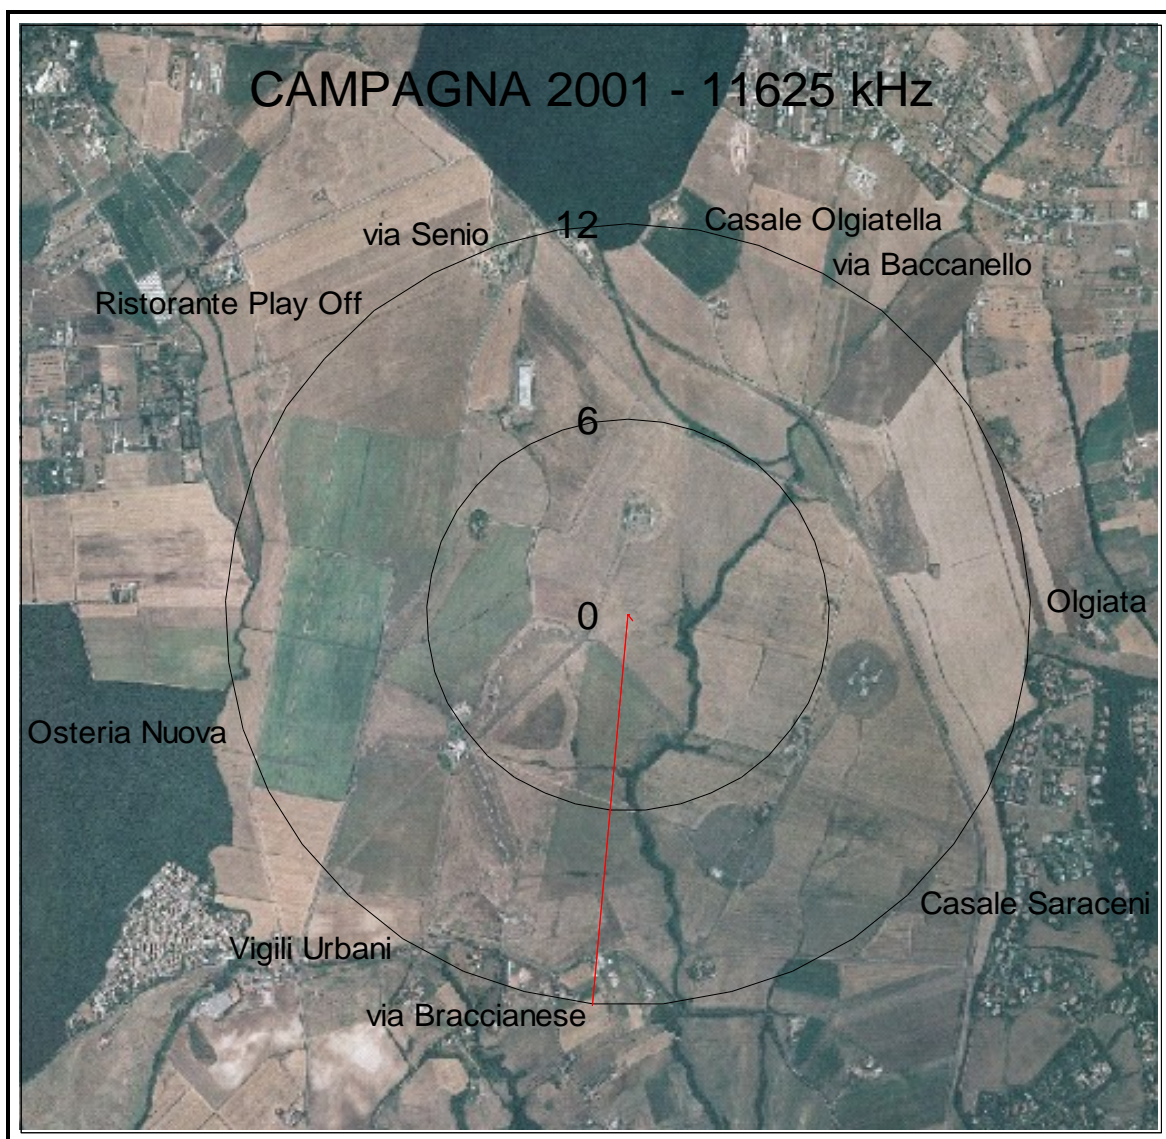 CAMPAGNA 2001 - 11625 kHz
12
Casale Olgiatella
via Senio
via Baccanello
Ristorante Play Off
6
Olgiata
0
Osteria Nuova
Casale Saraceni
Vigili Urbani
via Braccianese